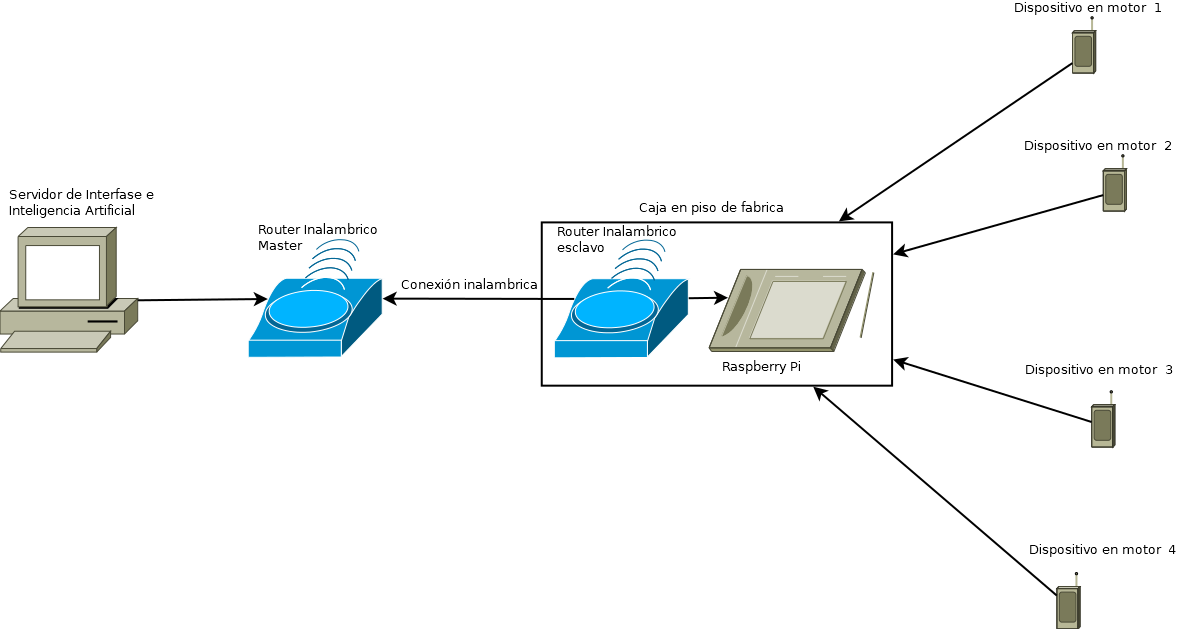 Dispositivo en motor 1
Dispositivo en motor 2
Servidor de Interfase e
Inteligencia Artificial
Caja en piso de fabrica
Router Inalambrico
Master
Router Inalambrico
esclavo
Conexión inalambrica
Raspberry Pi
Dispositivo en motor 3
Dispositivo en motor 4